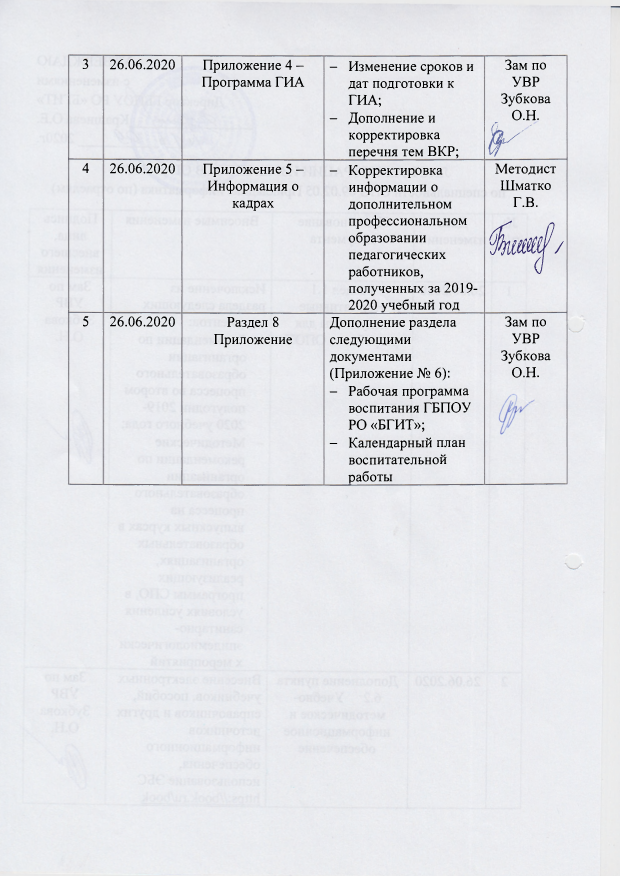 3 26.06.2020 Приложение 4 – – Изменение сроков и Зам по
Программа ГИА дат подготовки к УВР
ГИА; Зубкова
– Дополнение и О.Н.
корректировка
перечня тем ВКР;
4 26.06.2020 Приложение 5 – – Корректировка Методист
Информация о информации о Шматко
кадрах дополнительном Г.В.
профессиональном
образовании
педагогических
работников,
полученных за 2019-
2020 учебный год
5 26.06.2020 Раздел 8 Дополнение раздела Зам по
Приложение следующими УВР
документами Зубкова
(Приложение № 6): О.Н.
– Рабочая программа
воспитания ГБПОУ
РО «БГИТ»;
– Календарный план
воспитательной
работы